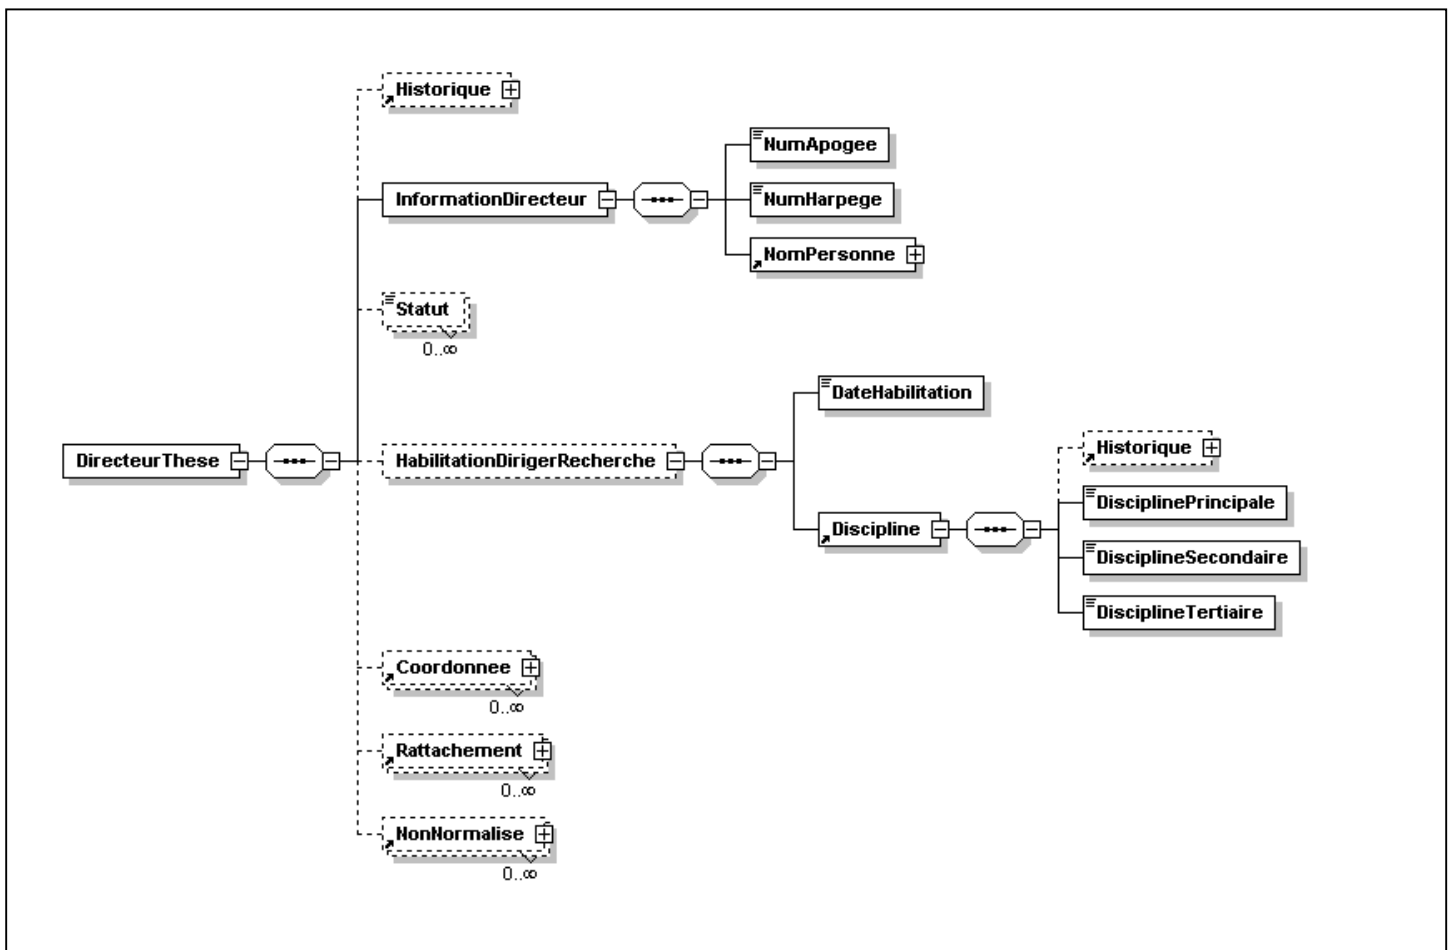 Historique
NumApogee
InformationDirecteur
NumHarpege
NomPersonne
Statut
0..∞
DateHabilitation
Historique
DirecteurThese
HabilitationDirigerRecherche
DisciplinePrincipale
Discipline
DisciplineSecondaire
DisciplineTertiaire
Coordonnee
0..∞
Rattachement
0..∞
NonNormalise
0..∞